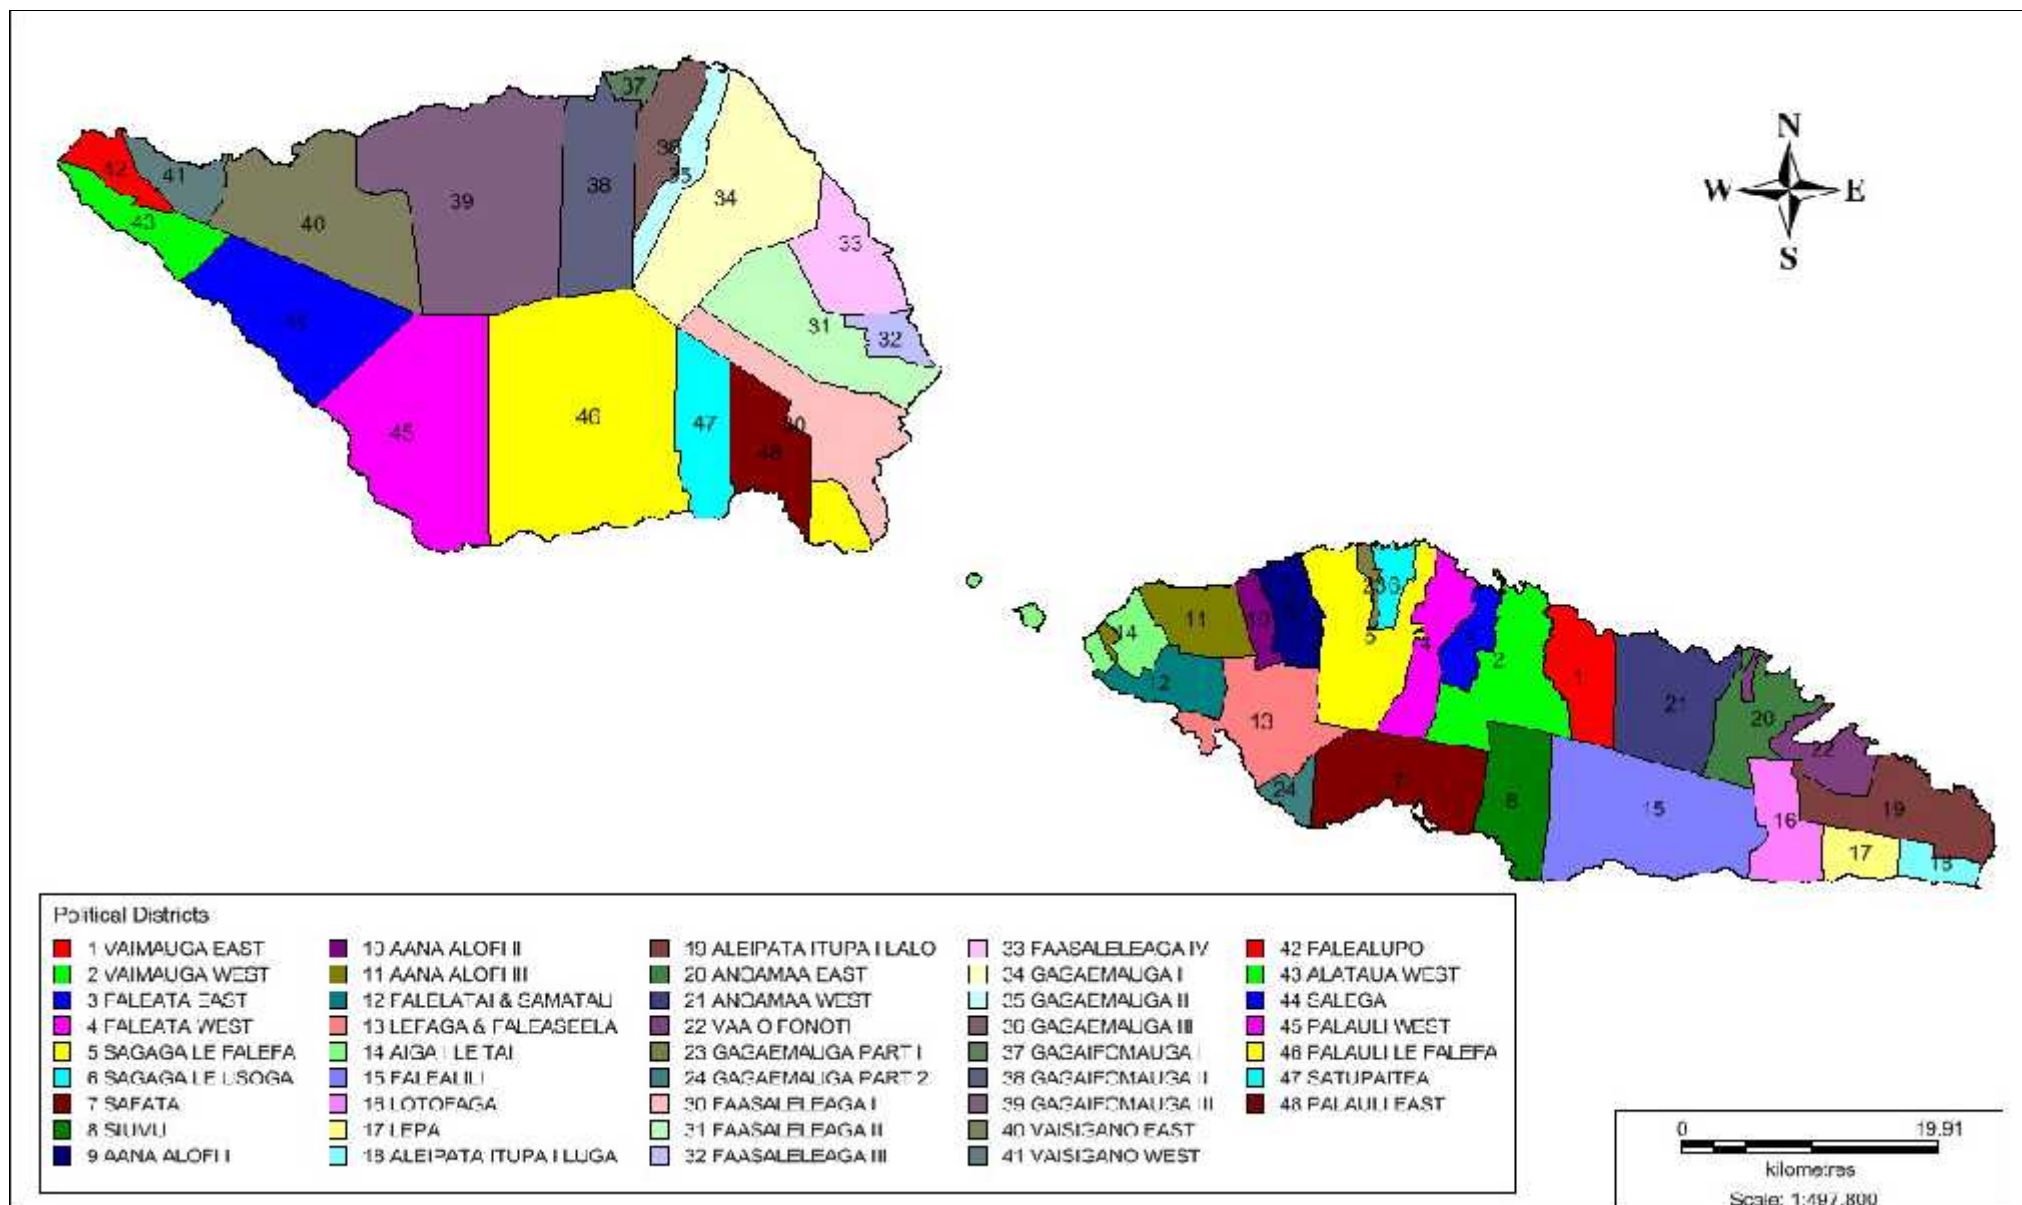 37
36
42
41
35
38
39
34
N
W E
S
43
40
33
31
32
44
46
47
45
30
48
14
11
10
5
4
2
12
1
13
21
20
22
24
7
8
15
16
19
17
18
Political Districts
1 VAIMAUGA EAST
2 VAIMAUGA WEST
3 FALEATA EAST
4 FALEATA WEST
5 SAGAGA LE FALEFA
6 SAGAGA LE USOGA
7 SAFATA
8 SIUMU
9 AANA ALOFI I
10 AANA ALOFI II
11 AANA ALOFI III
12 FALELATAI & SAMATAU
13 LEFAGA & FALEASEELA
14 AIGA I LE TAI
15 FALEALILI
16 LOTOFAGA
17 LEPA
18 ALEIPATA ITUPA I LUGA
19 ALEIPATA ITUPA I LALO
20 ANOAMAA EAST
21 ANOAMAA WEST
22 VAA O FONOTI
23 GAGAEMAUGA PART I
24 GAGAEMAUGA PART 2
30 FAASALELEAGA I
31 FAASALELEAGA II
32 FAASALELEAGA III
33 FAASALELEAGA IV
34 GAGAEMAUGA I
35 GAGAEMAUGA II
36 GAGAEMAUGA III
37 GAGAIFOMAUGA I
38 GAGAIFOMAUGA II
39 GAGAIFOMAUGA III
40 VAISIGANO EAST
41 VAISIGANO WEST
42 FALEALUPO
43 ALATAUA WEST
44 SALEGA
45 PALAULI WEST
46 PALAULI LE FALEFA
47 SATUPAITEA
48 PALAULI EAST
0 19.91
kilometres
Scale: 1:497,800